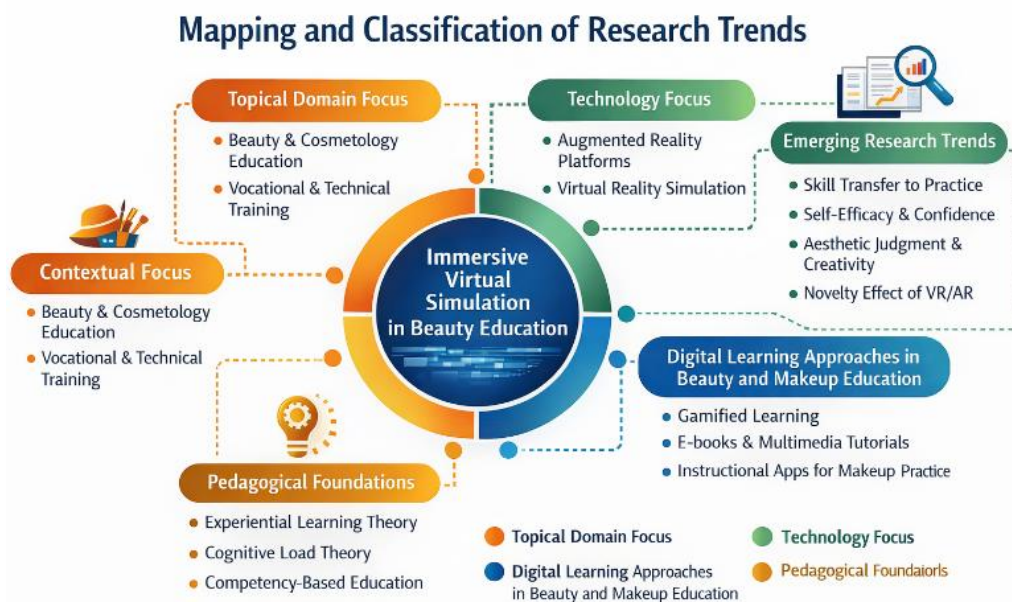 Mapping and Classification of Research Trends
Topical Domain Focus
Beauty & Cosmetology
Education
Vocational & Technical
Training
Technology Focus
Augmented Reality
Platforms
Virtual Reality Simulation
Emerging Research Trends
Skill Transfer to Practice
Self-Efficacy & Confidence
Aesthetic Judgment &
Creativity
Novelty Effect of VR/AR
Contextual Focus
Beauty & Cosmetology
Education
Vocational & Technical
Training
Immersive
Virtual
Simulation
in Beauty Education
Digital Learning Approaches in
Beauty and Makeup Education
Gamified Learning
E-books & Multimedia Tutorials
Instructional Apps for Makeup Practice
Pedagogical Foundations
Experiential Learning Theory
Cognitive Load Theory
Competency-Based Education
Topical Domain Focus
Digital Learning Approaches
in Beauty and Makeup Education
Technology Focus
Pedagogical Foundaiorls